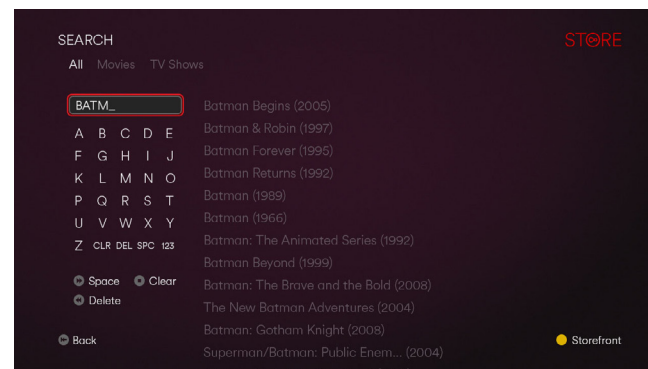 SEARCH
STORE
All Movies TV Shows
BATM_
A B C D E
F G H I J
K L M N O
P Q R S T
U V W X Y
Z CLR DEL SPC 123
Space Clear
Delete
Back
Batman Begins (2005)
Batman & Robin (1997)
Batman Forever (1995)
Batman Returns (1992)
Batman (1989)
Batman (1966)
Batman: The Animated Series (1992)
Batman Beyond (1999)
Batman: The Brave and the Bold (2008)
The New Batman Adventures (2004)
Batman: Gotham Knight (2008)
Superman/Batman: Public Enem... (2004)
Storefront